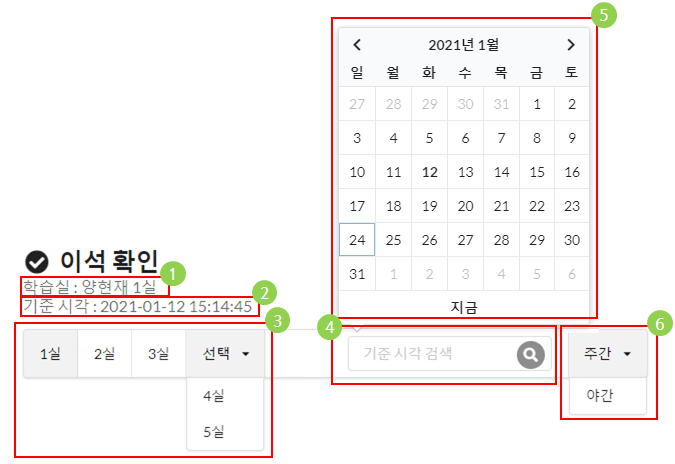 5
2021년 1월
일 월 화 수 목 금 토
27 28 29 30 31 1 2
3 4 5 6 7 8 9
10 11 12 13 14 15 16
17 18 19 20 21 22 23
24 25 26 27 28 29 30
31 1 2 3 4 5 6
지금
이석 확인
1
학습실 : 양현재 1실
2
기준 시각 : 2021-01-12 15:14:45
3
1실 2실 3실 선택
4실
5실
4
기준 시각 검색
6
주간
야간